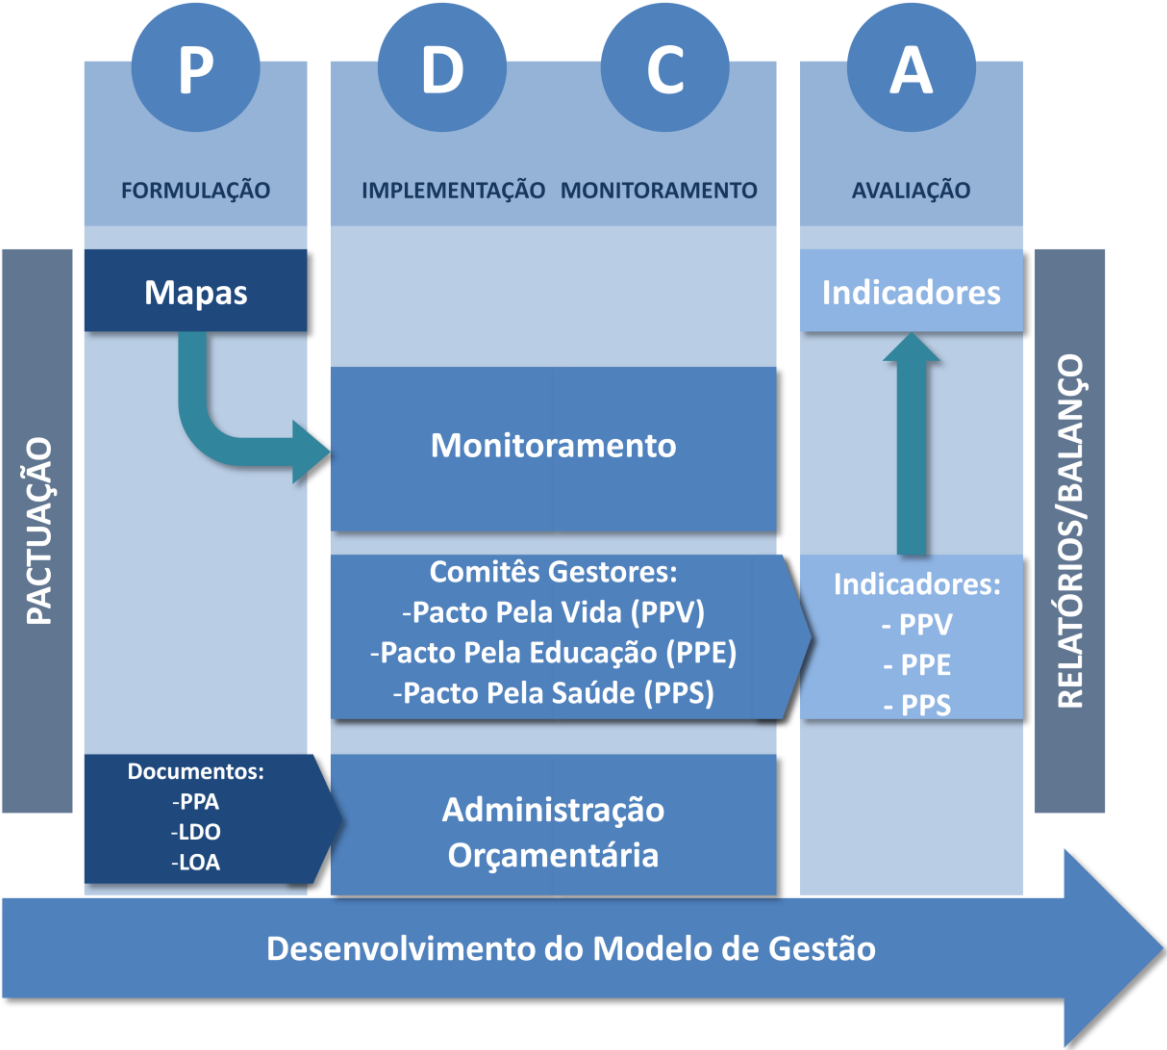 P
D
C
A
FORMULAÇÃO
IMPLEMENTAÇÃO
MONITORAMENTO
AVALIAÇÃO
PACTUAÇÃO
Mapas
Documentos:
-PPA
-LDO
-LOA
Monitoramento
Comitês Gestores:
-Pacto Pela Vida (PPV)
-Pacto Pela Educação (PPE)
-Pacto Pela Saúde (PPS)
Administração
Orçamentária
Indicadores
Indicadores:
- PPV
- PPE
- PPS
RELATÓRIOS/BALANÇO
Desenvolvimento do Modelo de Gestão